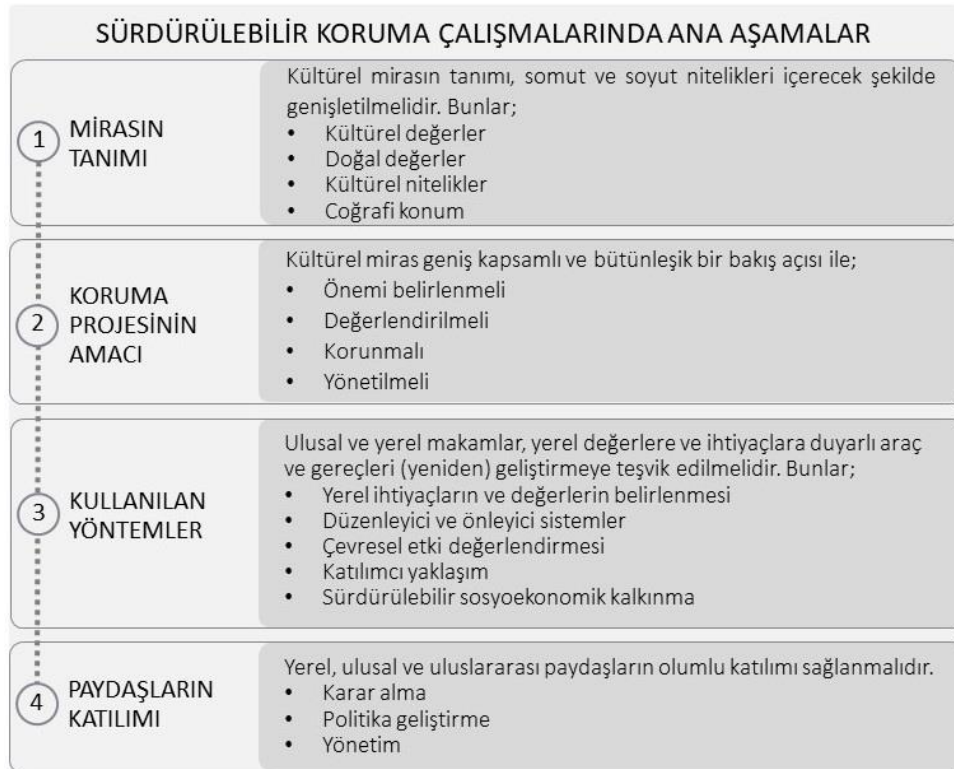 SÜRDÜRÜLEBİLİR KORUMA ÇALIŞMALARINDA ANA AŞAMALAR
1
MİRASIN
TANIMI
Kültürel mirasın tanımı, somut ve soyut nitelikleri içerecek şekilde
genişletilmelidir. Bunlar;
• Kültürel değerler
• Doğal değerler
• Kültürel nitelikler
• Coğrafi konum
2
KORUMA
PROJESİNİN
AMACI
Kültürel miras geniş kapsamlı ve bütünleşik bir bakış açısı ile;
• Önemi belirlenmeli
• Değerlendirilmeli
• Korunmalı
• Yönetilmeli
3
KULLANILAN
YÖNTEMLER
Ulusal ve yerel makamlar, yerel değerlere ve ihtiyaçlara duyarlı araç
ve gereçleri (yeniden) geliştirmeye teşvik edilmelidir. Bunlar;
• Yerel ihtiyaçların ve değerlerin belirlenmesi
• Düzenleyici ve önleyici sistemler
• Çevresel etki değerlendirmesi
• Katılımcı yaklaşım
• Sürdürülebilir sosyoekonomik kalkınma
4
PAYDAŞLARIN
KATILIMI
Yerel, ulusal ve uluslararası paydaşların olumlu katılımı sağlanmalıdır.
• Karar alma
• Politika geliştirme
• Yönetim